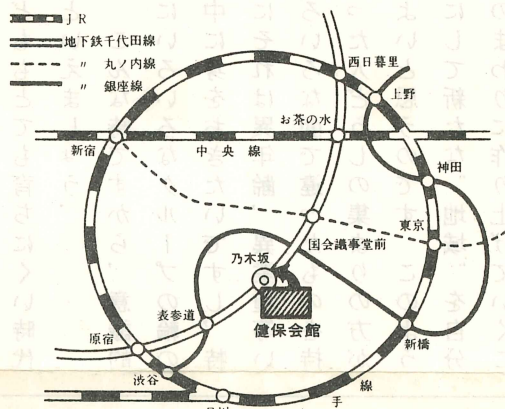 JR
地下鉄千代田線
〃 丸ノ内線
〃 銀座線
西日暮里
上野
お茶の水
新宿
中央線
神田
東京
国会議事堂前
乃木坂
健保会館
表参道
新橋
原宿
渋谷
品川
手
線